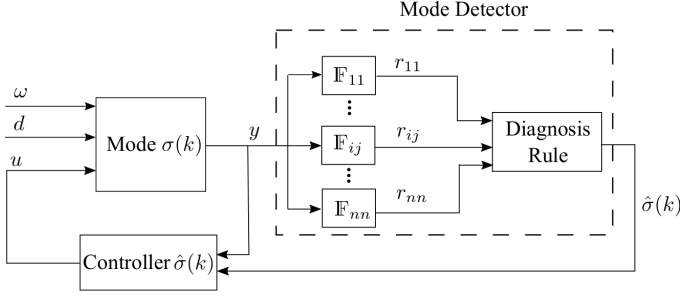 Mode Detector
ω
d
u
Mode σ(k)
y
𝔽₁₁
r₁₁
𝔽ᵢⱼ
rᵢⱼ
𝔽ₙₙ
rₙₙ
Diagnosis
Rule
σ̂(k)
Controller σ̂(k)